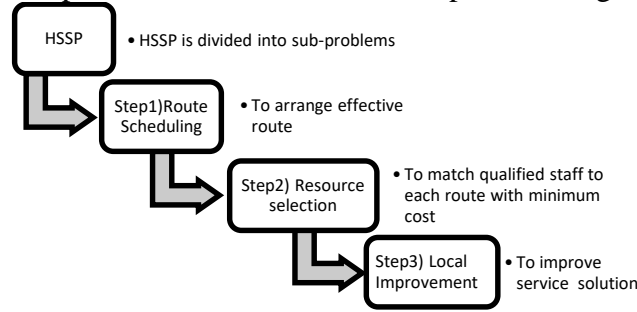 HSSP
• HSSP is divided into sub-problems
Step1)Route
Scheduling
• To arrange effective
route
Step2) Resource
selection
• To match qualified staff to
each route with minimum
cost
Step3) Local
Improvement
• To improve
service solution